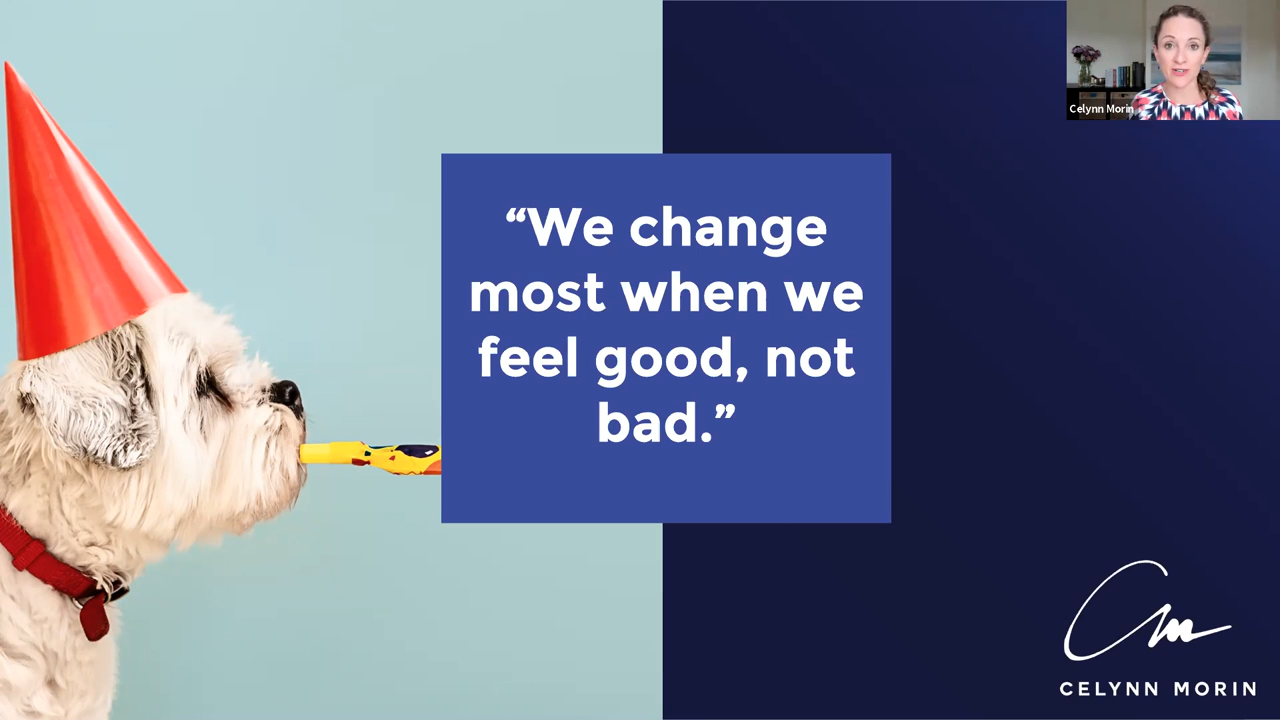 Celynn Morin
“We change
most when we
feel good, not
bad.”
CELYNN MORIN